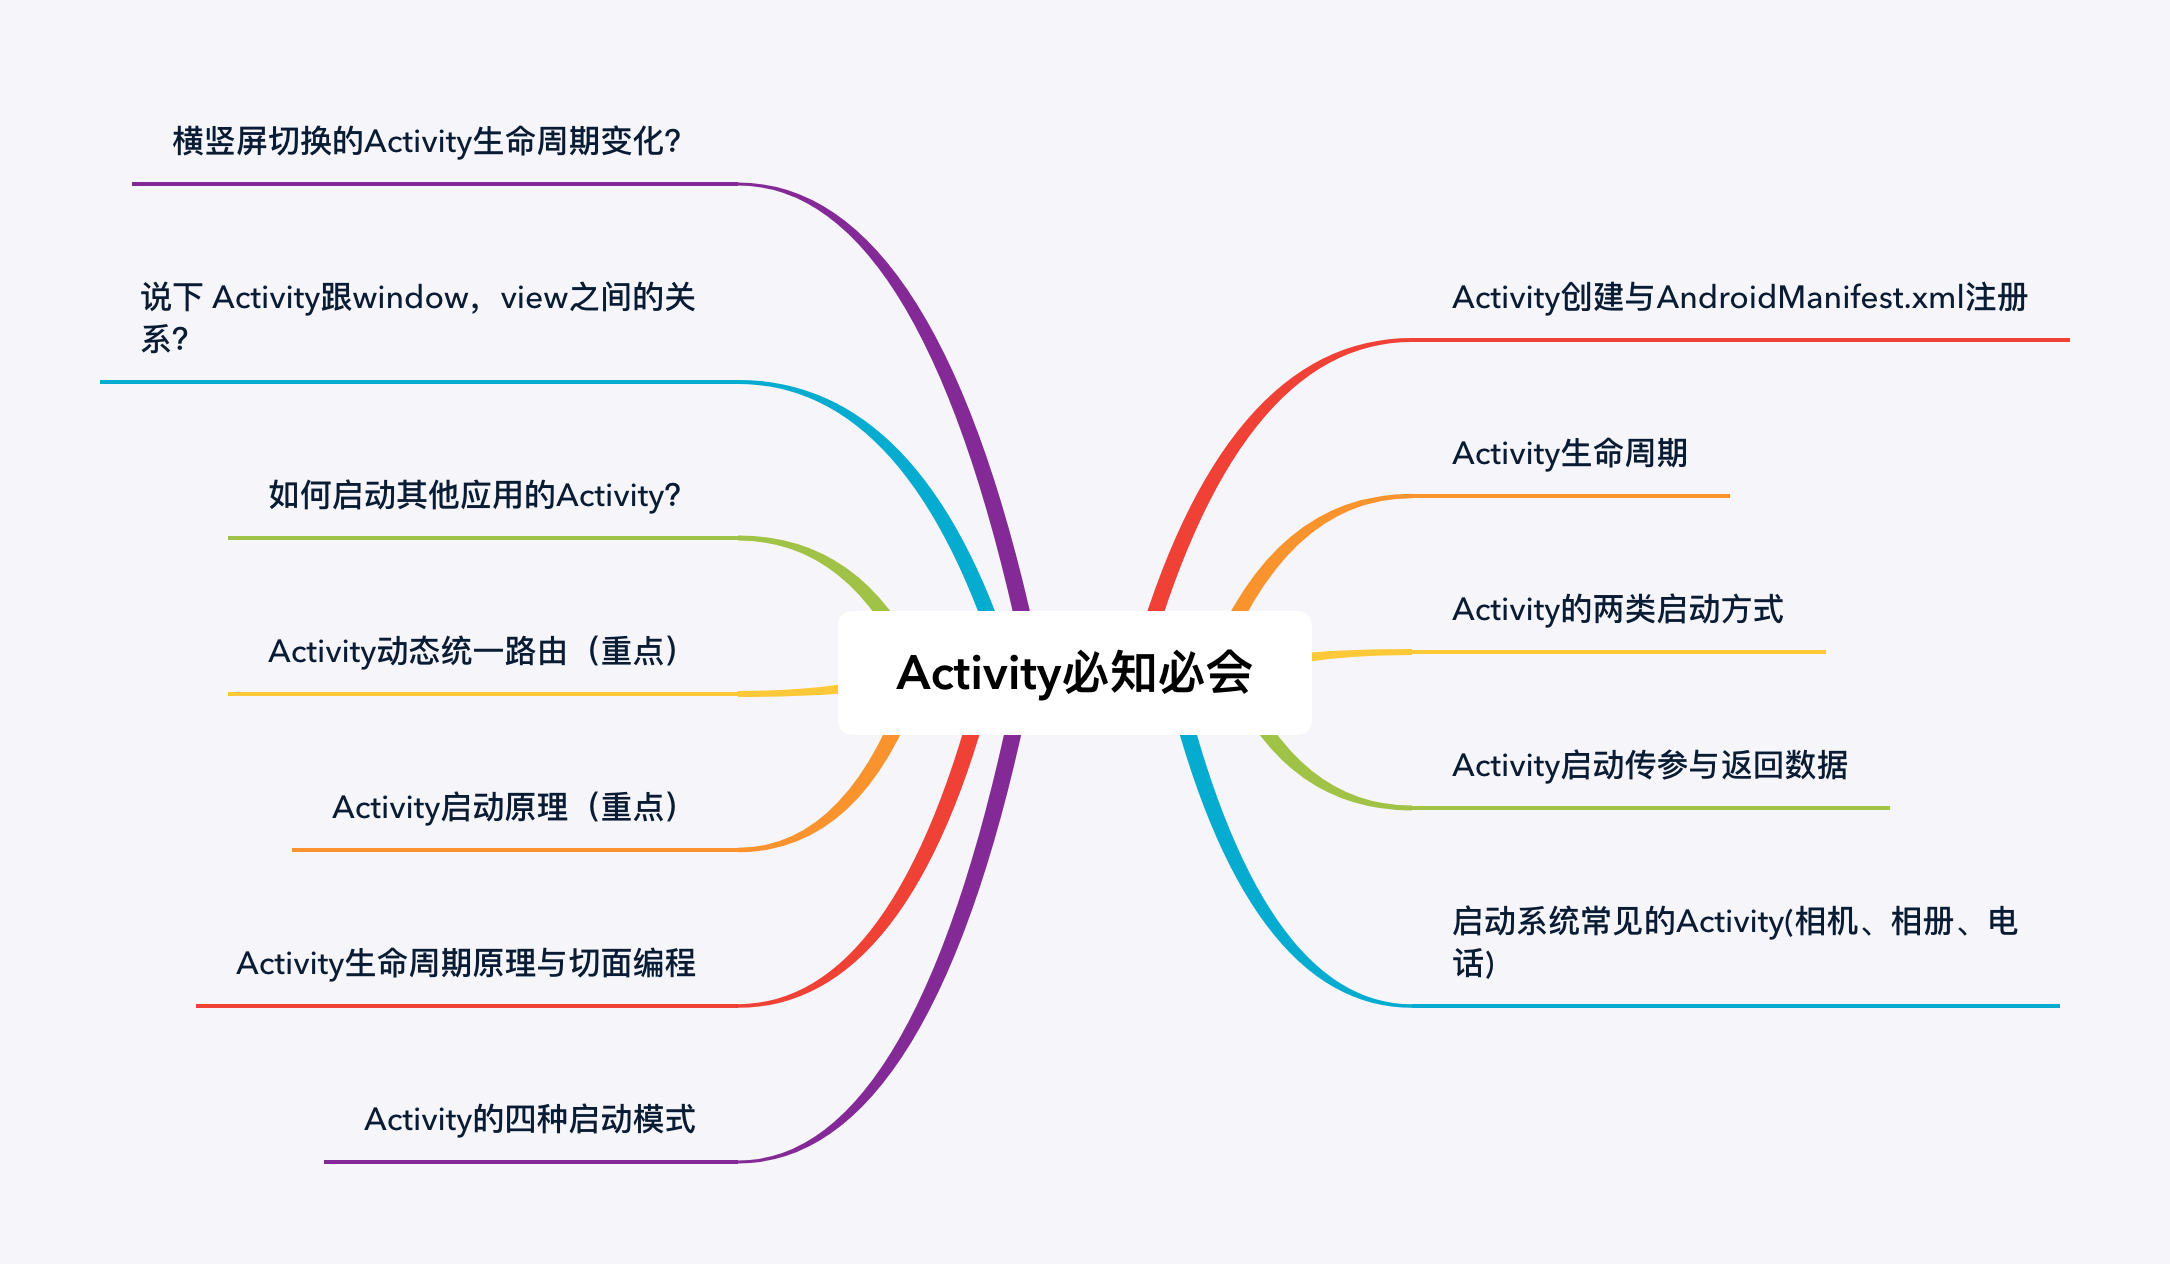 横竖屏切换的Activity生命周期变化？
说下 Activity跟window，view之间的关
系？
如何启动其他应用的Activity？
Activity动态统一路由（重点）
Activity启动原理（重点）
Activity生命周期原理与切面编程
Activity的四种启动模式
Activity必知必会
Activity创建与AndroidManifest.xml注册
Activity生命周期
Activity的两类启动方式
Activity启动传参与返回数据
启动系统常见的Activity(相机、相册、电
话)